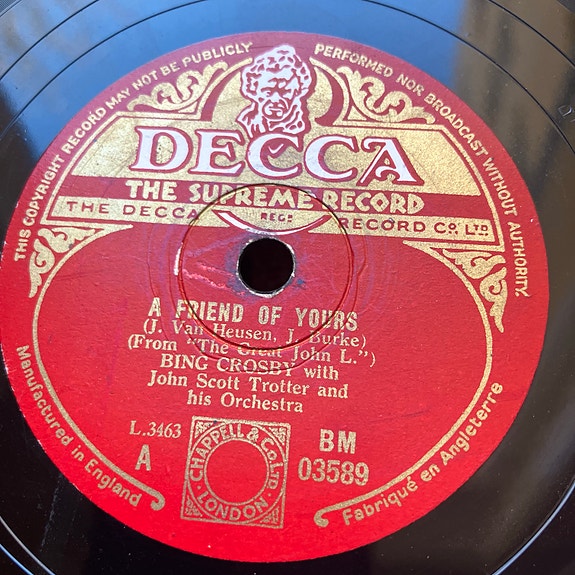 THIS COPYRIGHT RECORD MAY NOT BE PUBLICLY PERFORMED NOR BROADCAST WITHOUT AUTHORITY.
DECCA
THE SUPREME RECORD
THE DECCA REGD RECORD CO. LTD.
A FRIEND OF YOURS
(J. Van Heusen, J. Burke)
(From "The Great John L.")
BING CROSBY with
John Scott Trotter and
his Orchestra
L.3463
A
CHAPPELL & CO LTD.
LONDON.
BM
03589
Manufactured in England
Fabriqué en Angleterre